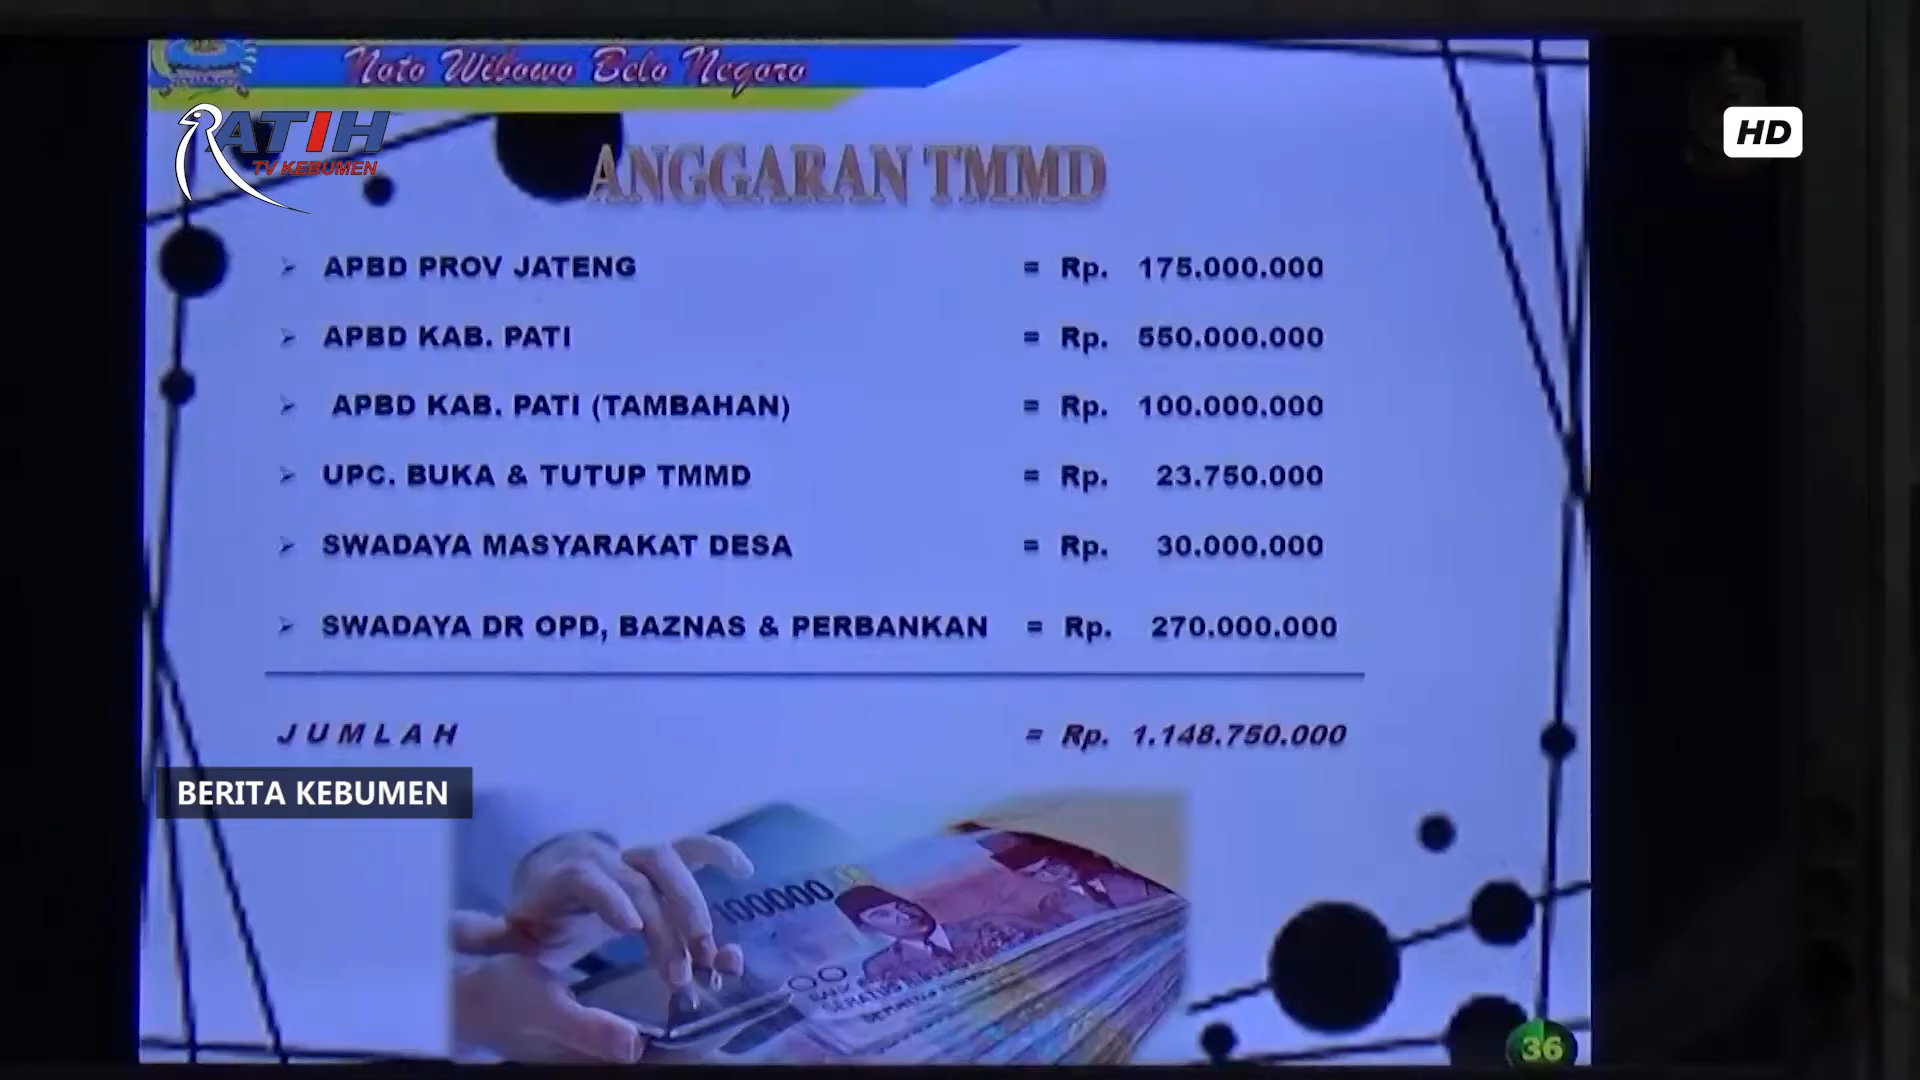 Noto Wibowo Belo Negoro
RATIH
TV KEBUMEN
HD
ANGGARAN TMMD
APBD PROV JATENG = Rp. 175.000.000
APBD KAB. PATI = Rp. 550.000.000
APBD KAB. PATI (TAMBAHAN) = Rp. 100.000.000
UPC. BUKA & TUTUP TMMD = Rp. 23.750.000
SWADAYA MASYARAKAT DESA = Rp. 30.000.000
SWADAYA DR OPD, BAZNAS & PERBANKAN = Rp. 270.000.000
JUMLAH = Rp. 1.148.750.000
BERITA KEBUMEN
100000
36